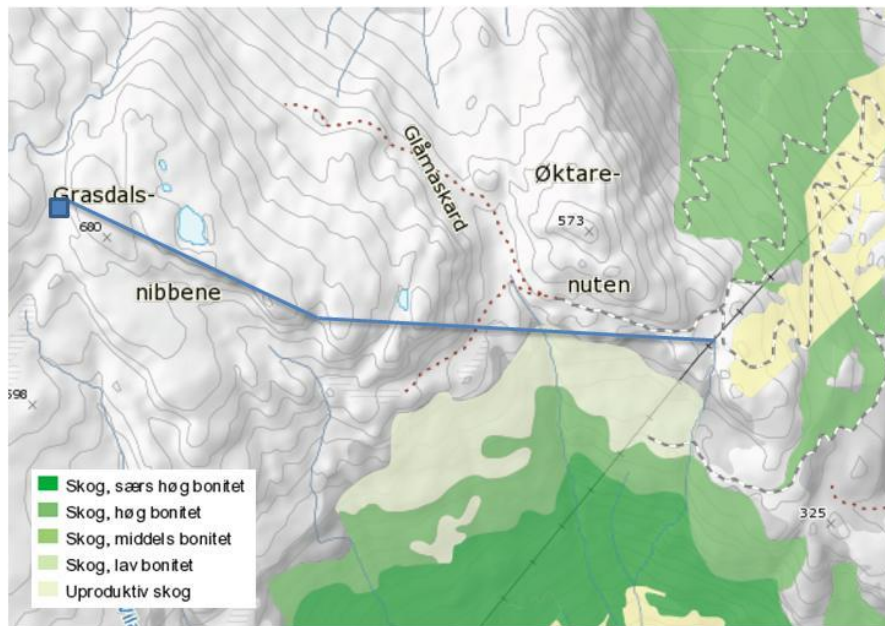 Glåmaskard
Øktare-
Grasdals-
573
680
nuten
nibbene
598
Skog, særs høg bonitet
Skog, høg bonitet
Skog, middels bonitet
Skog, lav bonitet
Uproduktiv skog
325